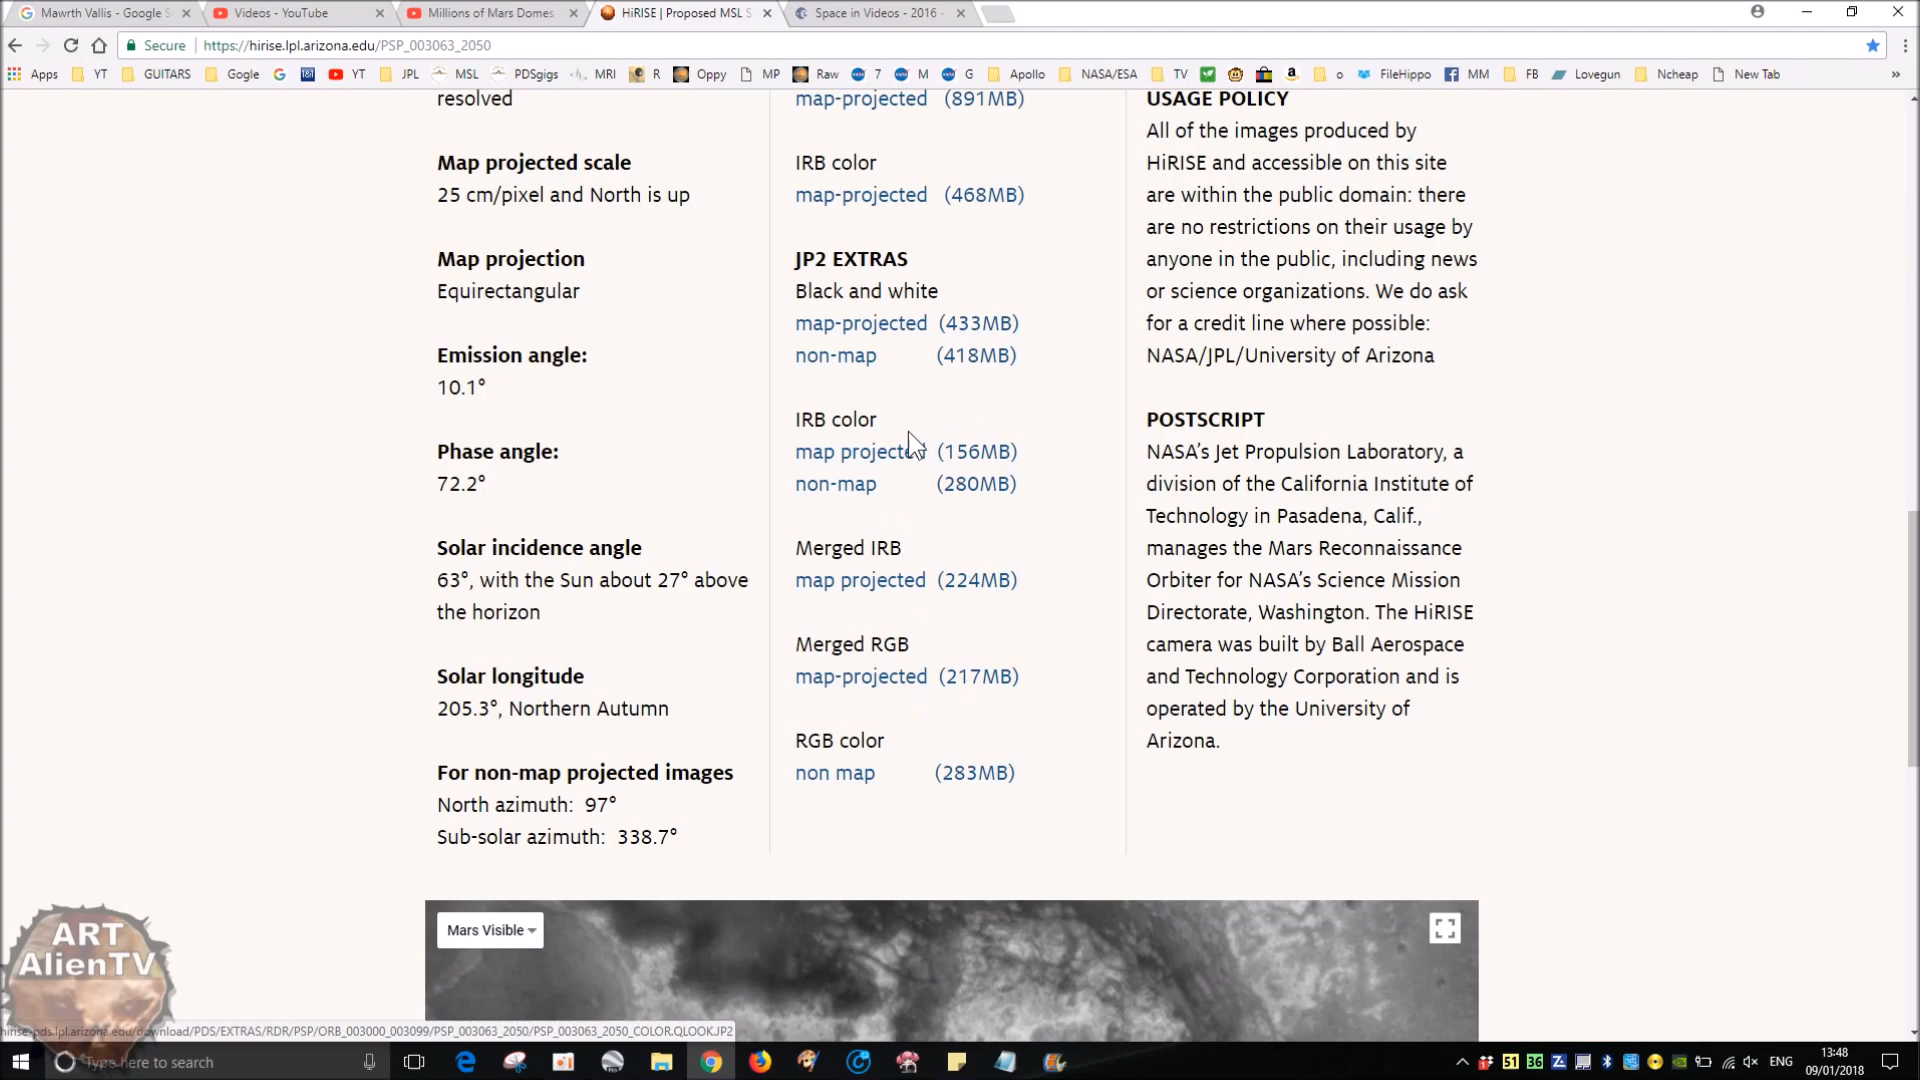 Mawrth Vallis - Google S
Videos - YouTube
Millions of Mars Domes
HiRISE | Proposed MSL S
Space in Videos - 2016 -
Secure
https://hirise.lpl.arizona.edu/PSP_003063_2050
Apps
YT
GUITARS
Gogle
YT
JPL
MSL
PDSgigs
MRI
R
Oppy
MP
Raw
7
M
G
Apollo
NASA/ESA
TV
o
FileHippo
MM
FB
Lovegun
Ncheap
New Tab
»
resolved
Map projected scale
25 cm/pixel and North is up
Map projection
Equirectangular
Emission angle:
10.1°
Phase angle:
72.2°
Solar incidence angle
63°, with the Sun about 27° above
the horizon
Solar longitude
205.3°, Northern Autumn
For non-map projected images
North azimuth: 97°
Sub-solar azimuth: 338.7°
map-projected (891MB)
IRB color
map-projected (468MB)
JP2 EXTRAS
Black and white
map-projected (433MB)
non-map (418MB)
IRB color
map projected (156MB)
non-map (280MB)
Merged IRB
map projected (224MB)
Merged RGB
map-projected (217MB)
RGB color
non map (283MB)
USAGE POLICY
All of the images produced by
HiRISE and accessible on this site
are within the public domain: there
are no restrictions on their usage by
anyone in the public, including news
or science organizations. We do ask
for a credit line where possible:
NASA/JPL/University of Arizona
POSTSCRIPT
NASA's Jet Propulsion Laboratory, a
division of the California Institute of
Technology in Pasadena, Calif.,
manages the Mars Reconnaissance
Orbiter for NASA's Science Mission
Directorate, Washington. The HiRISE
camera was built by Ball Aerospace
and Technology Corporation and is
operated by the University of
Arizona.
Mars Visible
ART
AlienTV
hirise-pds.lpl.arizona.edu/download/PDS/EXTRAS/RDR/PSP/ORB_003000_003099/PSP_003063_2050/PSP_003063_2050_COLOR.QLOOK.JP2
Type here to search
51
36
ENG
13:48
09/01/2018